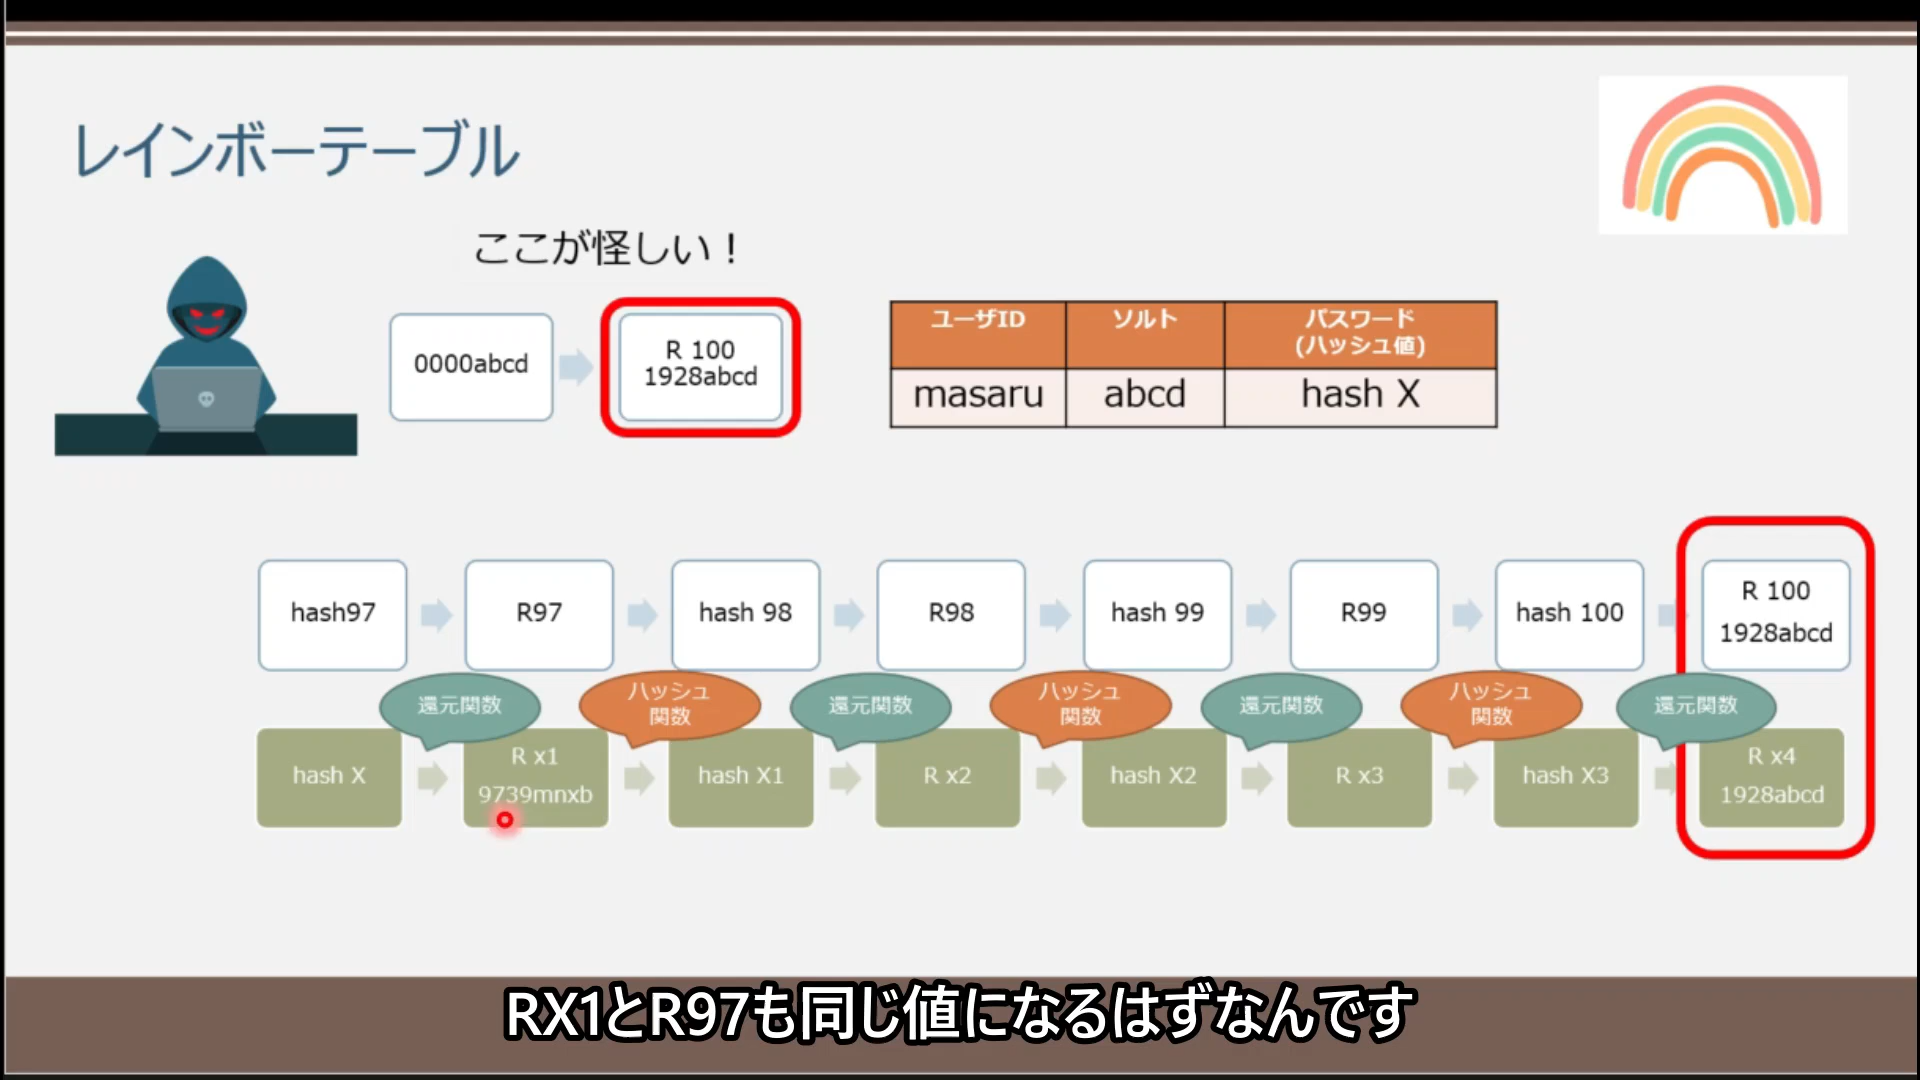 レインボーテーブル
ここが怪しい！
0000abcd
R 100
1928abcd
ユーザID
ソルト
パスワード
(ハッシュ値)
masaru
abcd
hash X
hash97
R97
hash 98
R98
hash 99
R99
hash 100
R 100
1928abcd
還元関数
ハッシュ
関数
還元関数
ハッシュ
関数
還元関数
ハッシュ
関数
還元関数
hash X
R x1
9739mnxb
hash X1
R x2
hash X2
R x3
hash X3
R x4
1928abcd
RX1とR97も同じ値になるはずなんです